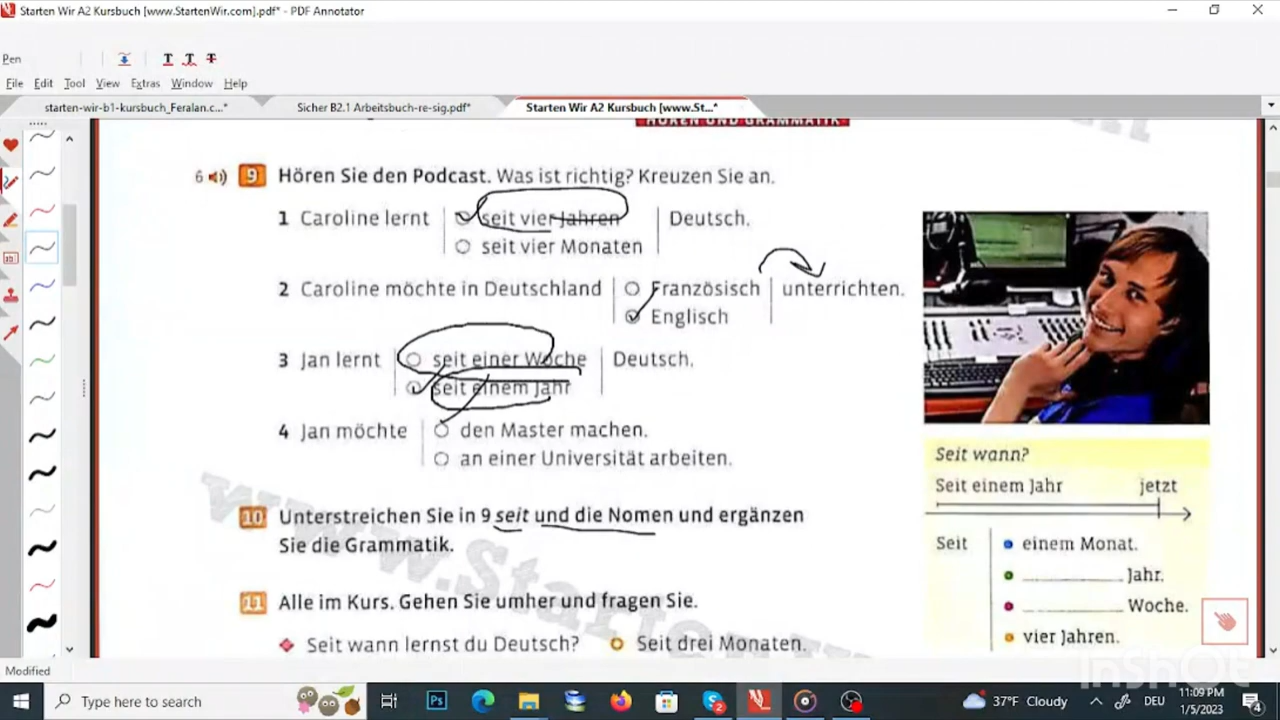 Starten Wir A2 Kursbuch [www.StartenWir.com].pdf* - PDF Annotator
Pen
File Edit Tool View Extras Window Help
starten-wir-b1-kursbuch_Feralan.c...* Sicher B2.1 Arbeitsbuch-re-sig.pdf* Starten Wir A2 Kursbuch [www.St...*
HÖREN UND GRAMMATIK
6 9 Hören Sie den Podcast. Was ist richtig? Kreuzen Sie an.
1 Caroline lernt seit vier Jahren Deutsch.
seit vier Monaten
2 Caroline möchte in Deutschland Französisch unterrichten.
Englisch
3 Jan lernt seit einer Woche Deutsch.
seit einem Jahr
4 Jan möchte den Master machen.
an einer Universität arbeiten.
10 Unterstreichen Sie in 9 seit und die Nomen und ergänzen
Sie die Grammatik.
11 Alle im Kurs. Gehen Sie umher und fragen Sie.
Seit wann lernst du Deutsch? Seit drei Monaten.
Seit wann?
Seit einem Jahr jetzt
Seit einem Monat.
Jahr.
Woche.
vier Jahren.
InShOt
Modified
Type here to search
37°F Cloudy
DEU
11:09 PM
1/5/2023